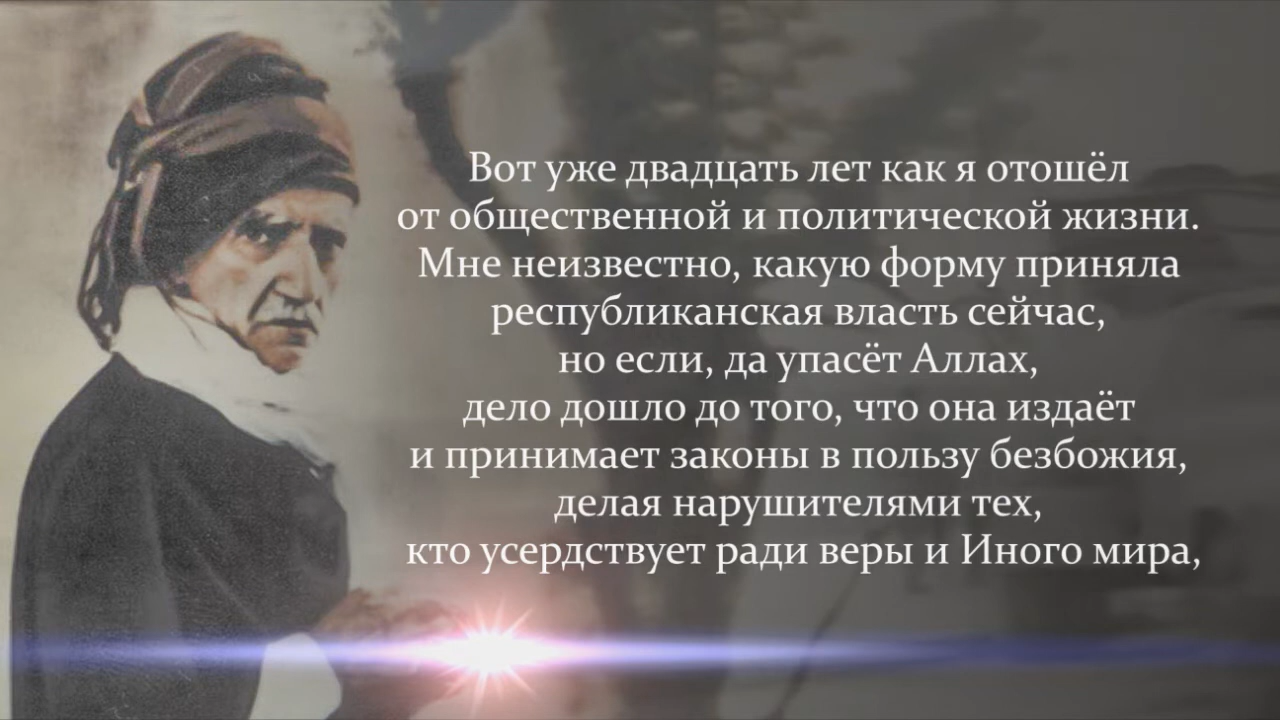 Вот уже двадцать лет как я отошёл
от общественной и политической жизни.
Мне неизвестно, какую форму приняла
республиканская власть сейчас,
но если, да упасёт Аллах,
дело дошло до того, что она издаёт
и принимает законы в пользу безбожия,
делая нарушителями тех,
кто усердствует ради веры и Иного мира,